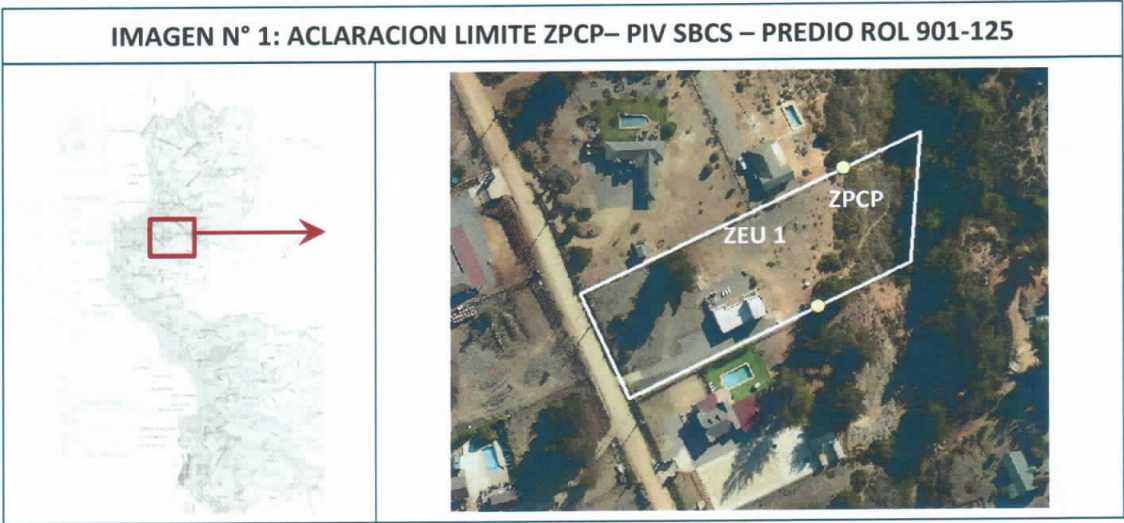 IMAGEN N° 1: ACLARACION LIMITE ZPCP– PIV SBCS – PREDIO ROL 901-125
ZPCP
ZEU 1